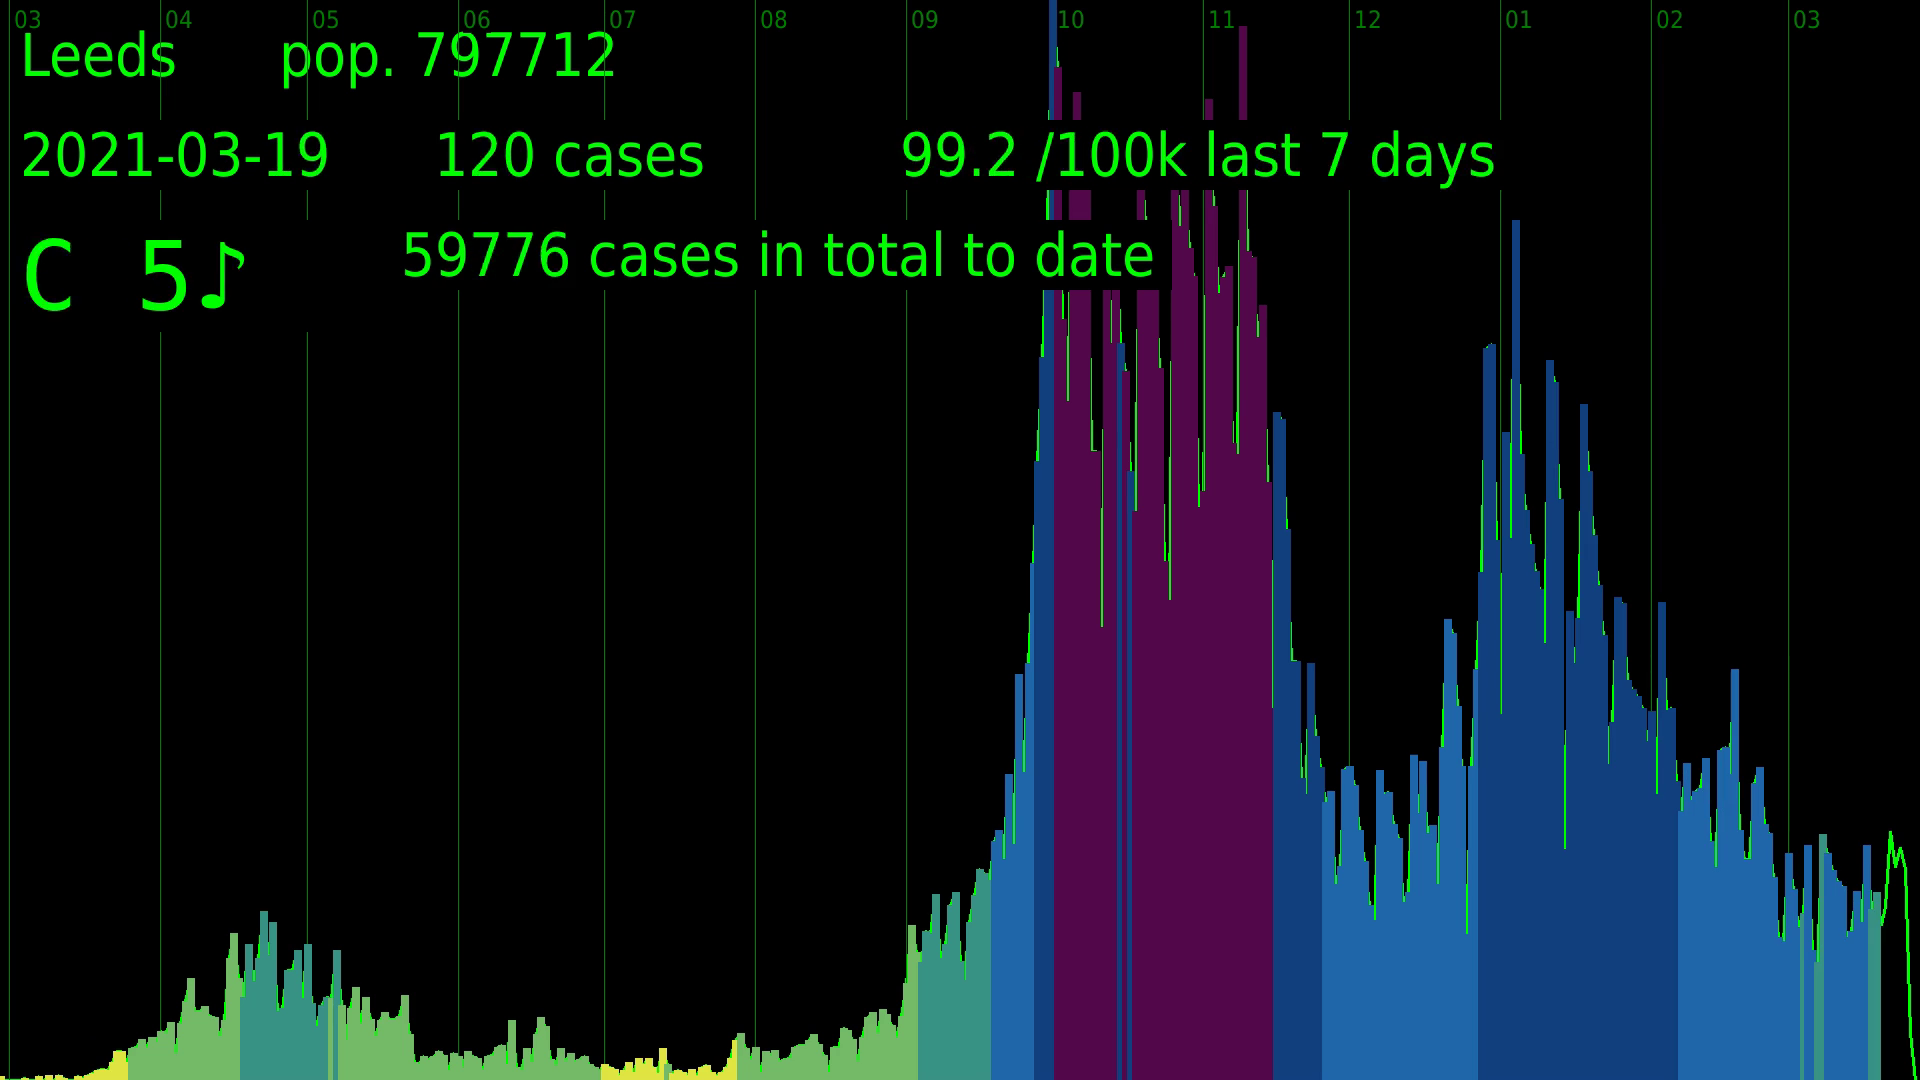 03 04 05 06 07 08 09 10 11 12 01 02 03
Leeds pop. 797712
2021-03-19 120 cases 99.2 /100k last 7 days
C 5♪ 59776 cases in total to date